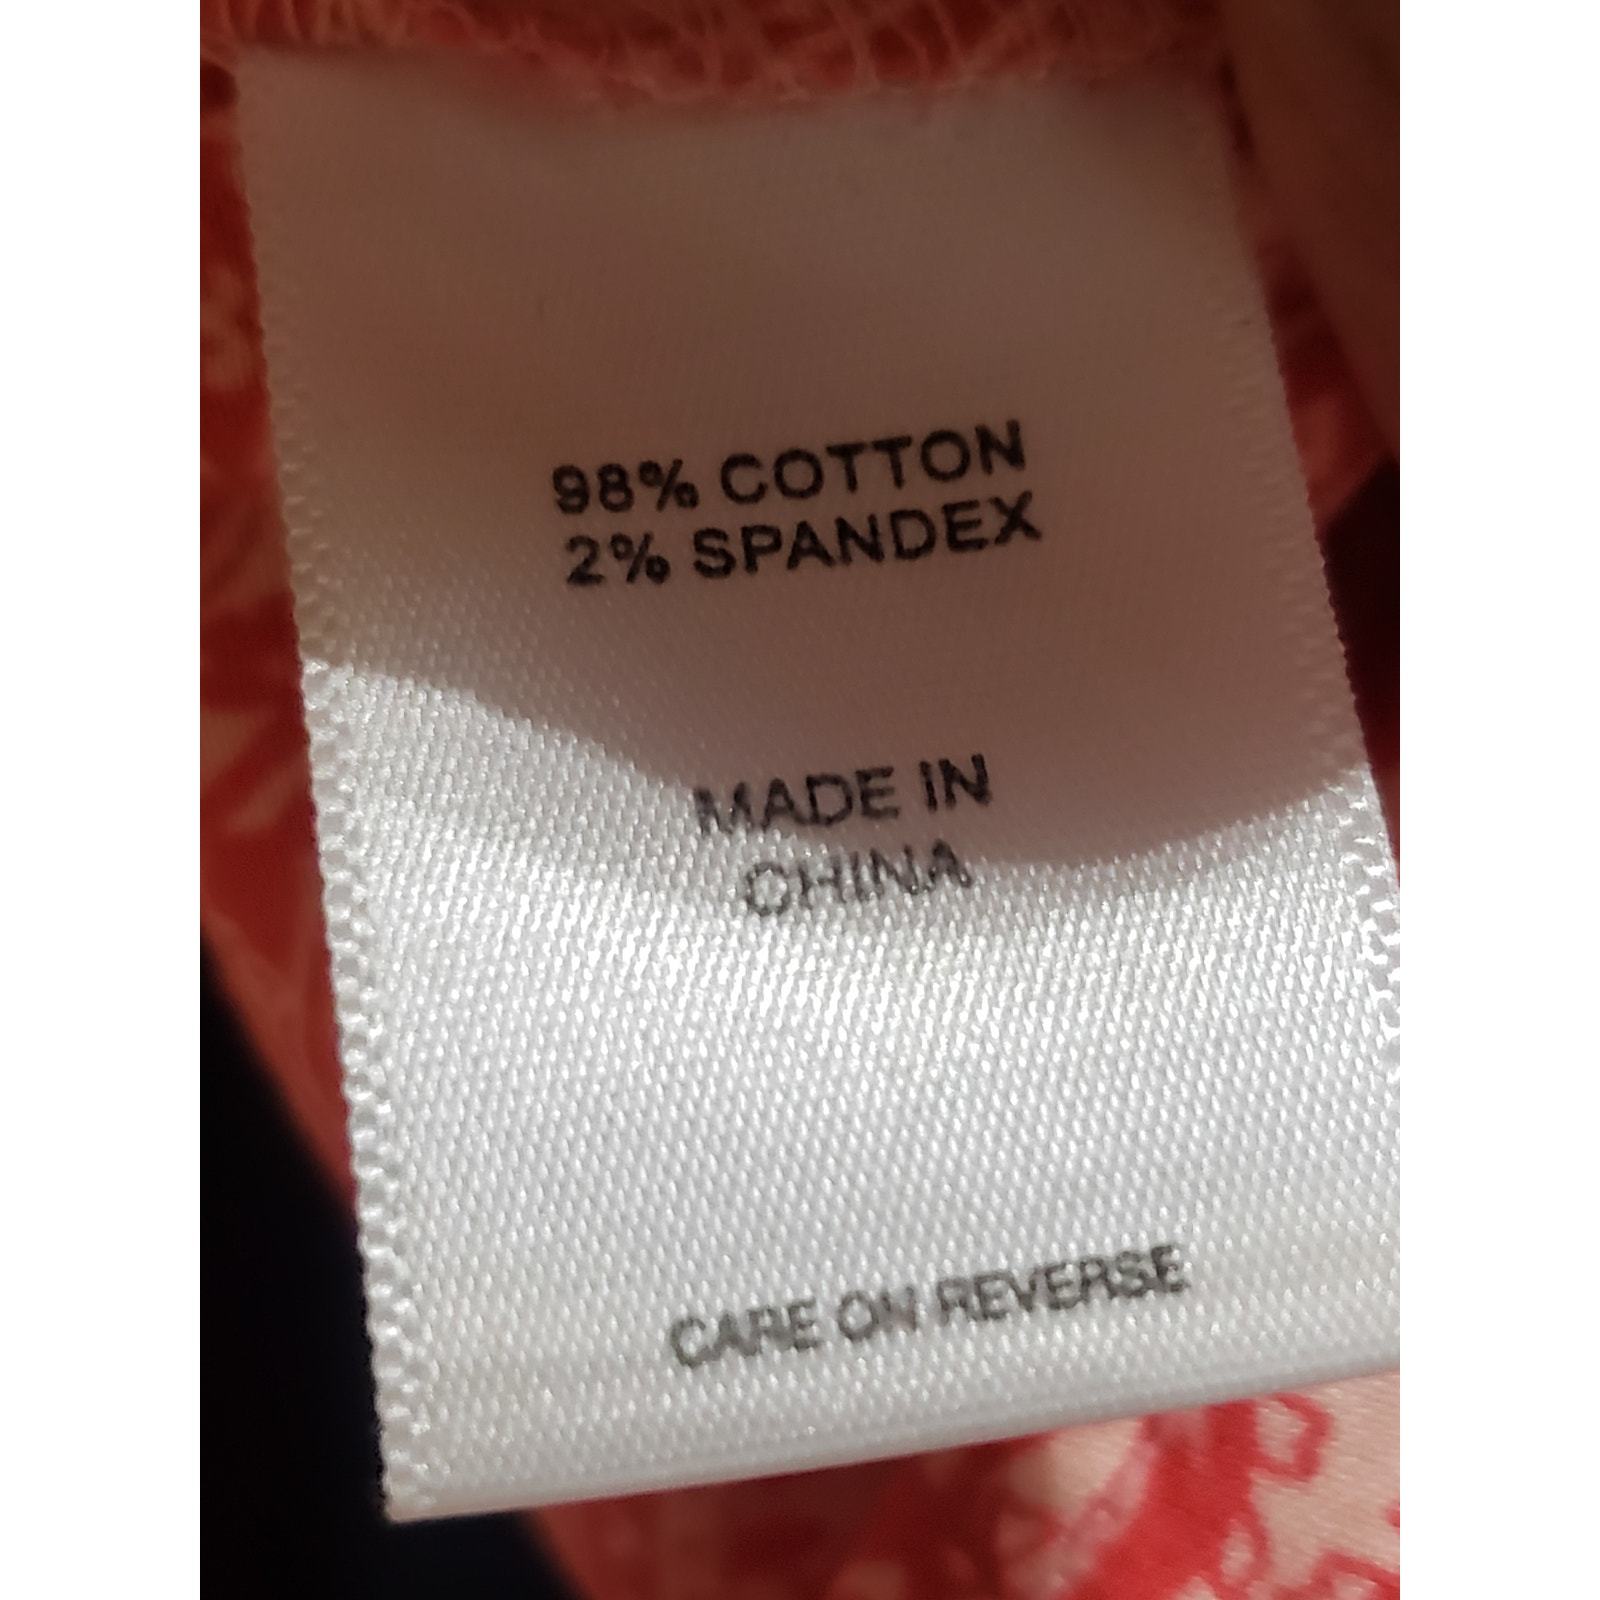 98% COTTON
2% SPANDEX
MADE IN
CHINA
CARE ON REVERSE